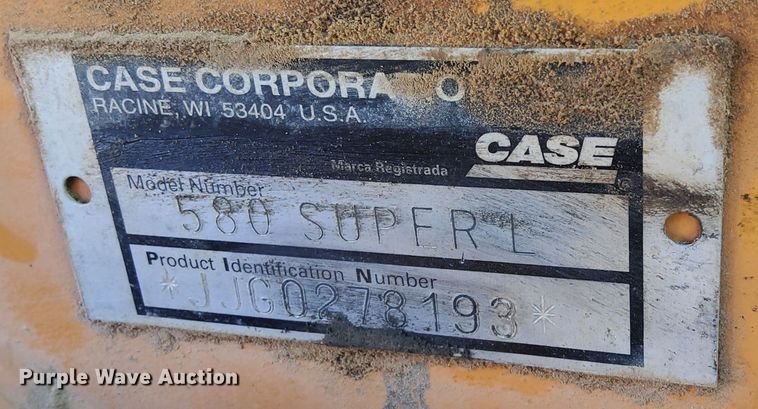 CASE CORPORA O
RACINE, WI 53404 U.S.A.
CASE
Marca Registrada
Model Number
580 SUPER L
Product Identification Number
*JJG0278193*
Purple Wave Auction